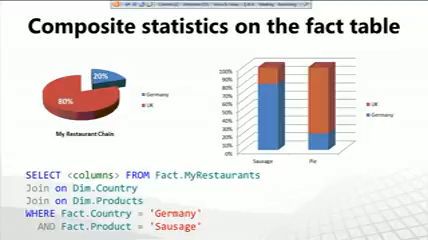 Composite statistics on the fact table
20%
80%
Germany
UK
My Restaurant Chain
100%
90%
80%
70%
60%
50%
40%
30%
20%
10%
0%
Sausage
Pie
UK
Germany
SELECT <columns> FROM Fact.MyRestaurants
Join on Dim.Country
Join on Dim.Products
WHERE Fact.Country = 'Germany'
AND Fact.Product = 'Sausage'